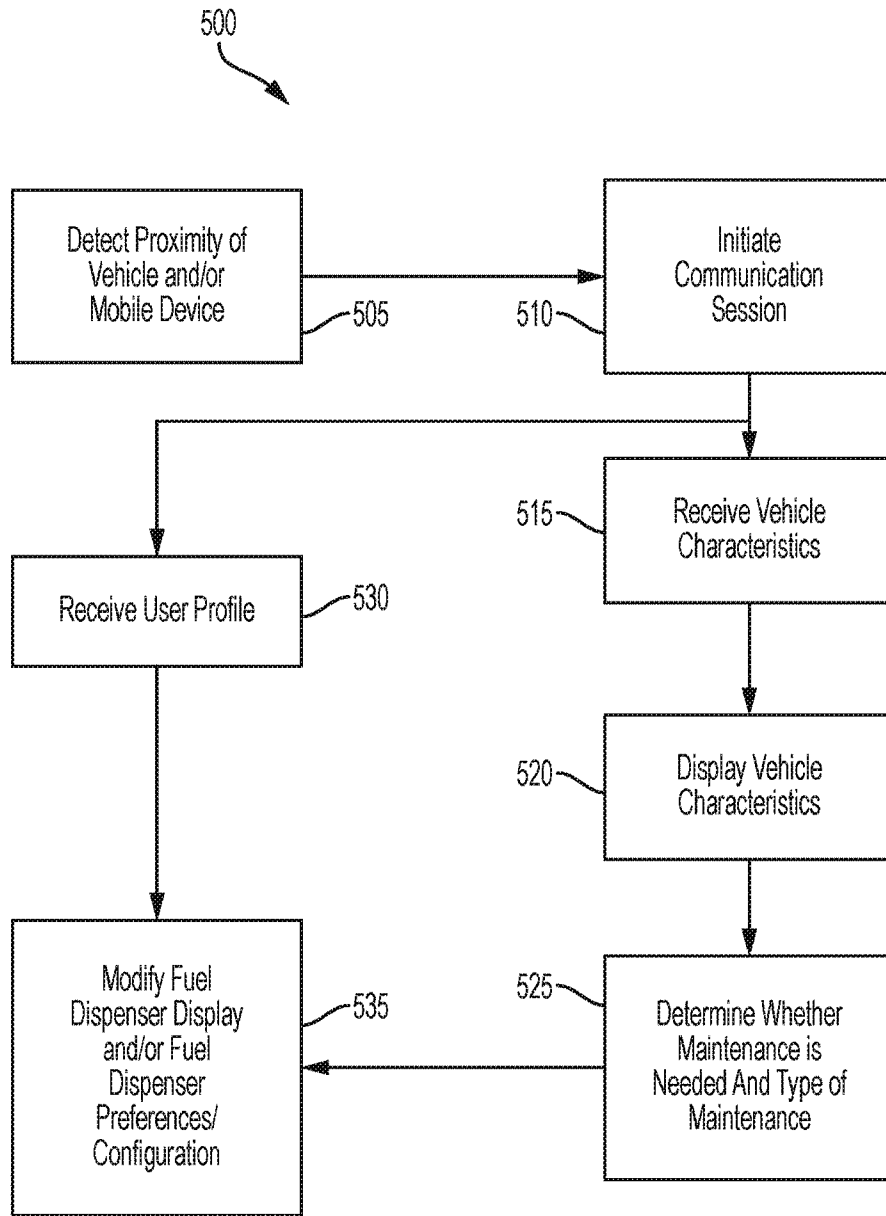 500
Detect Proximity of
Vehicle and/or
Mobile Device
505
510
Initiate
Communication
Session
515
Receive Vehicle
Characteristics
Receive User Profile
530
520
Display Vehicle
Characteristics
Modify Fuel
Dispenser Display
and/or Fuel
Dispenser
Preferences/
Configuration
535
525
Determine Whether
Maintenance is
Needed And Type of
Maintenance